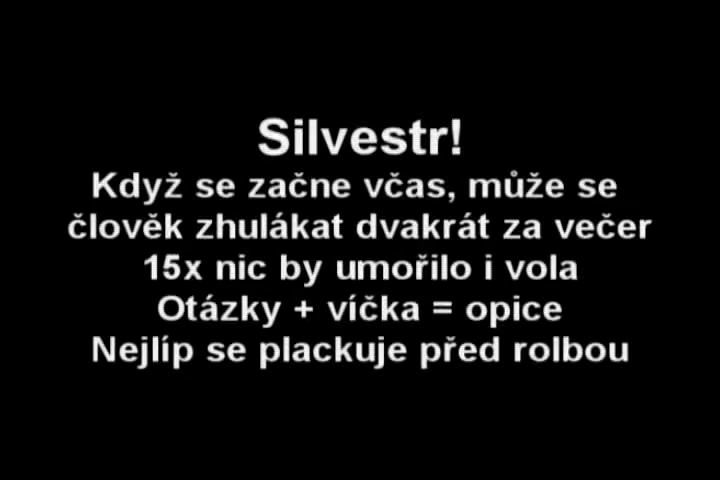 Silvestr!
Když se začne včas, může se
člověk zhulákat dvakrát za večer
15x nic by umořilo i vola
Otázky + víčka = opice
Nejlíp se plackuje před rolbou